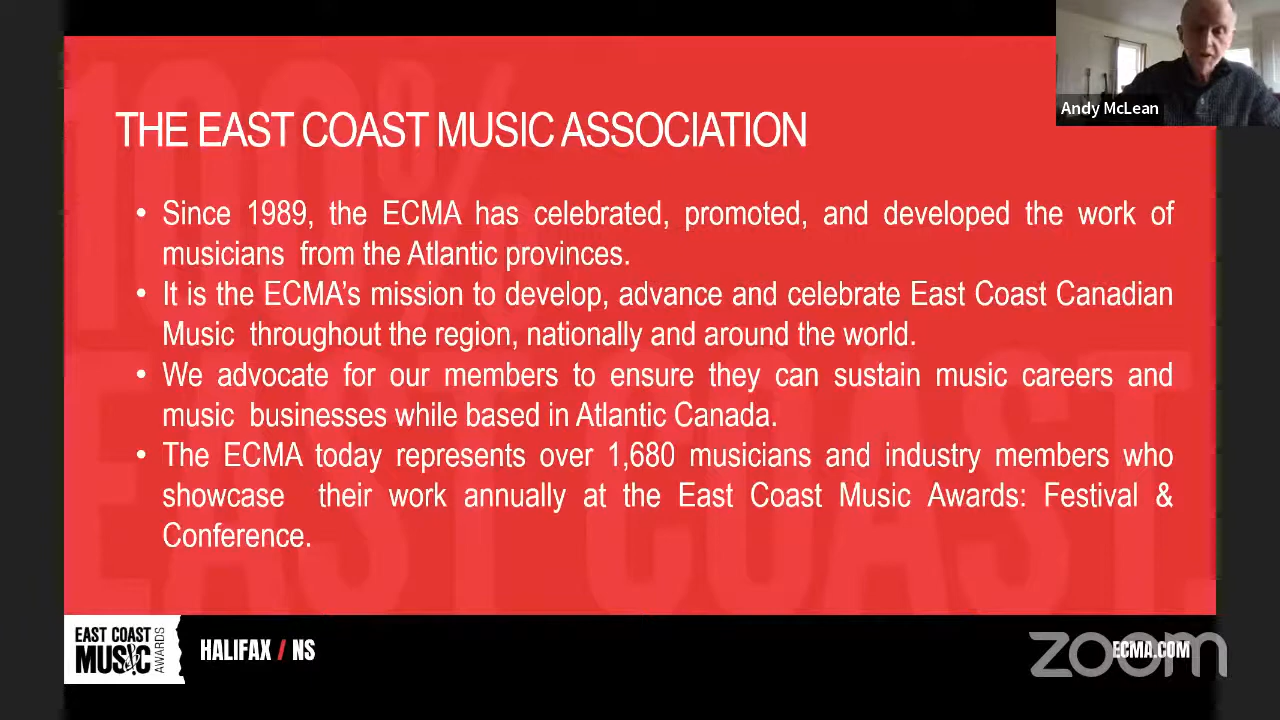 Andy McLean
THE EAST COAST MUSIC ASSOCIATION
• Since 1989, the ECMA has celebrated, promoted, and developed the work of
musicians from the Atlantic provinces.
• It is the ECMA’s mission to develop, advance and celebrate East Coast Canadian
Music throughout the region, nationally and around the world.
• We advocate for our members to ensure they can sustain music careers and
music businesses while based in Atlantic Canada.
• The ECMA today represents over 1,680 musicians and industry members who
showcase their work annually at the East Coast Music Awards: Festival &
Conference.
100%
EAST COAST.
EAST COAST
MUSIC
AWARDS
HALIFAX / NS
ECMA.COM
zoom